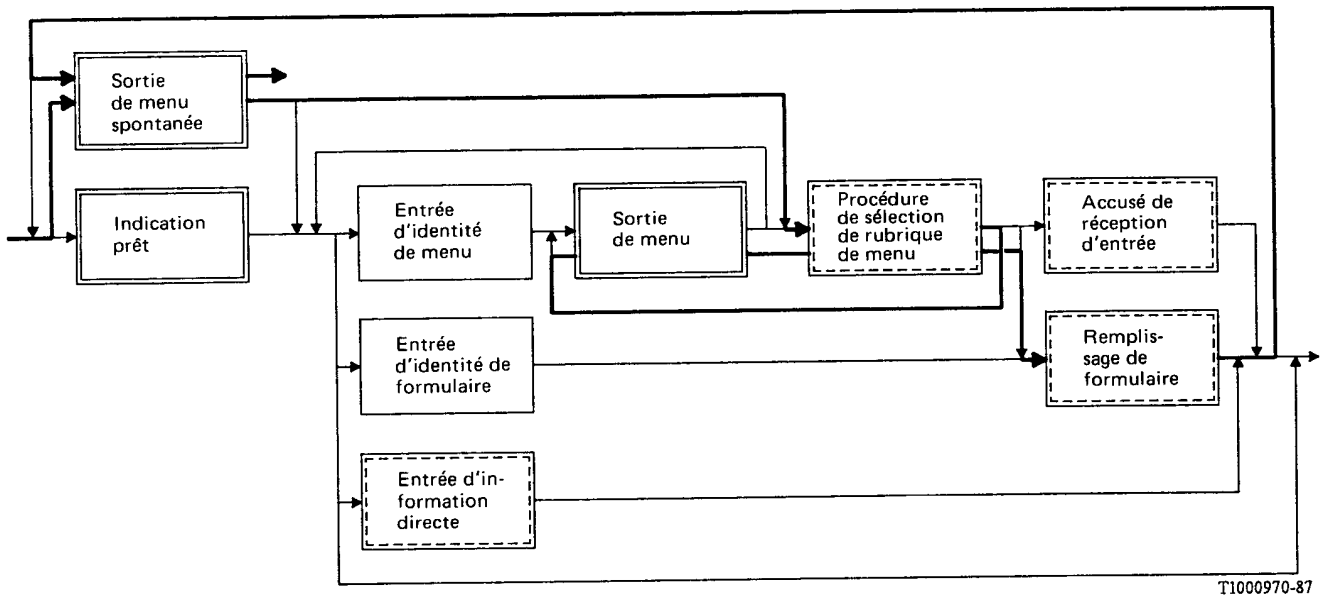 Sortie
de menu
spontanée
Indication
prêt
Entrée
d'identité
de menu
Sortie
de menu
Procédure
de sélection
de rubrique
de menu
Accusé de
réception
d'entrée
Entrée
d'identité de
formulaire
Remplis-
sage de
formulaire
Entrée d'in-
formation
directe
T1000970-87